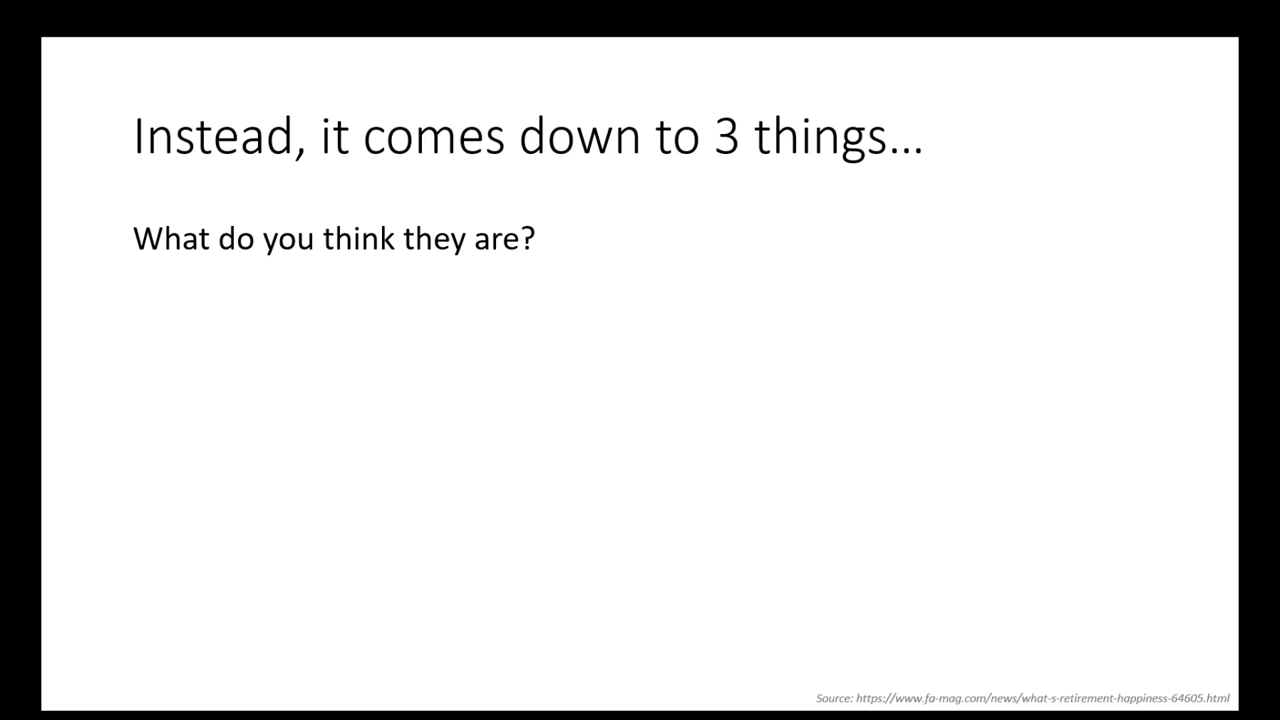 Instead, it comes down to 3 things...
What do you think they are?
Source: https://www.fa-mag.com/news/what-s-retirement-happiness-64605.html